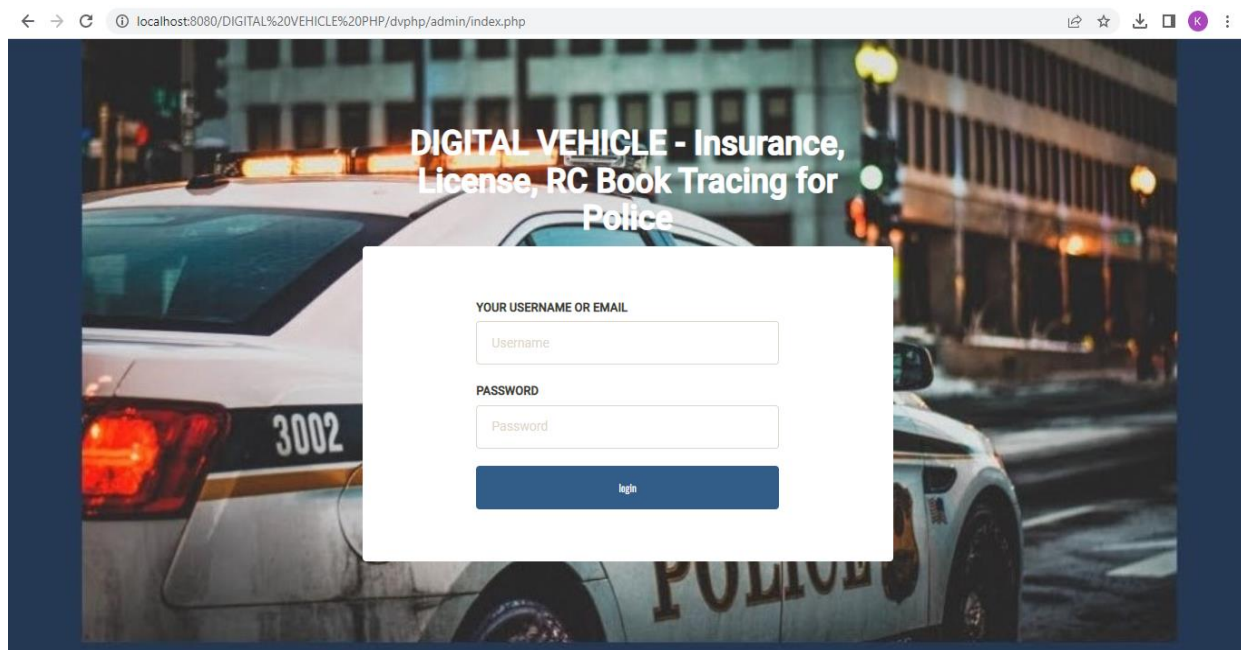 localhost:8080/DIGITAL%20VEHICLE%20PHP/dvphp/admin/index.php
K
DIGITAL VEHICLE - Insurance,
License, RC Book Tracing for
Police
YOUR USERNAME OR EMAIL
Username
PASSWORD
Password
3002
login
POLICE